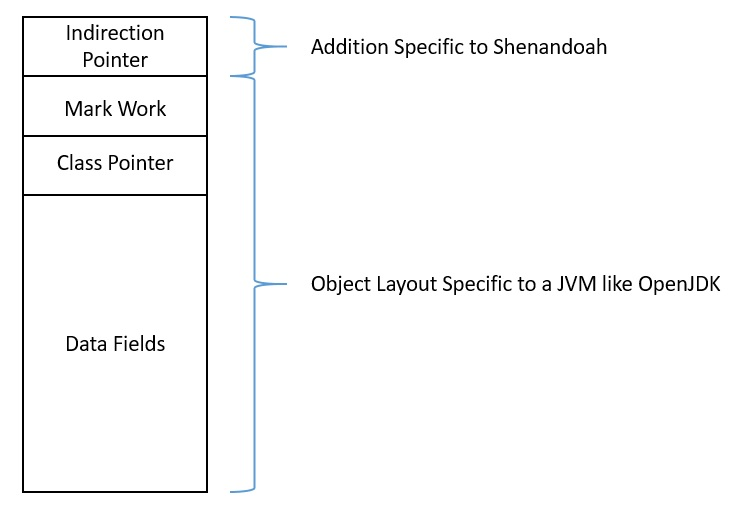 Indirection
Pointer
Addition Specific to Shenandoah
Mark Work
Class Pointer
Object Layout Specific to a JVM like OpenJDK
Data Fields